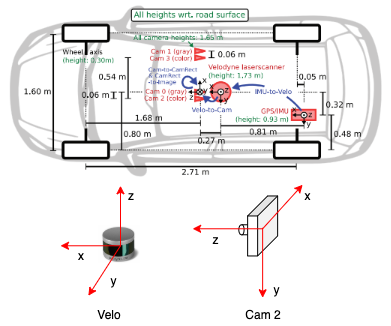 All heights wrt. road surface
All camera heights: 1.65 m
Wheel axis
(height: 0.30m)
Cam 1 (gray)
Cam 3 (color)
0.06 m
Velodyne laserscanner
(height: 1,73 m)
0.54 m
Cam-to-CamRect
& CamRect
-to-Image
0.05 m
1.60 m
0.06 m
Cam 0 (gray)
Cam 2 (color)
x
y
z
z
x
y
IMU-to-Velo
Velo-to-Cam
GPS/IMU
(height: 0.93 m)
x
z
y
0.32 m
1.68 m
0.80 m
0.27 m
0.81 m
0.48 m
2.71 m
z
x
y
Velo
x
z
y
Cam 2